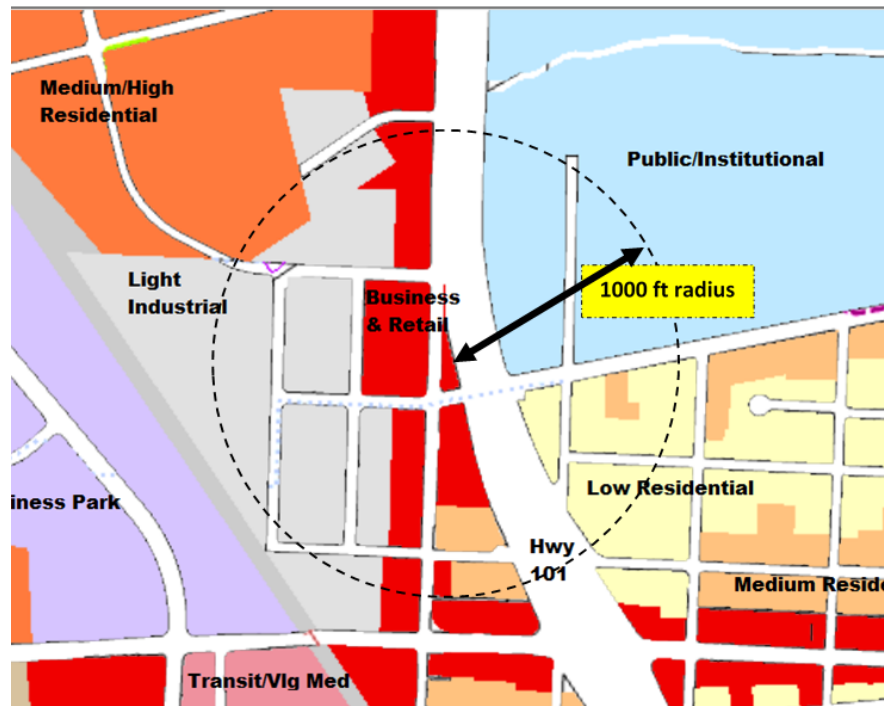 Medium/High
Residential
Public/Institutional
Light
Industrial
1000 ft radius
Business
& Retail
iness Park
Low Residential
Hwy
101
Medium Reside
Transit/Vlg Med